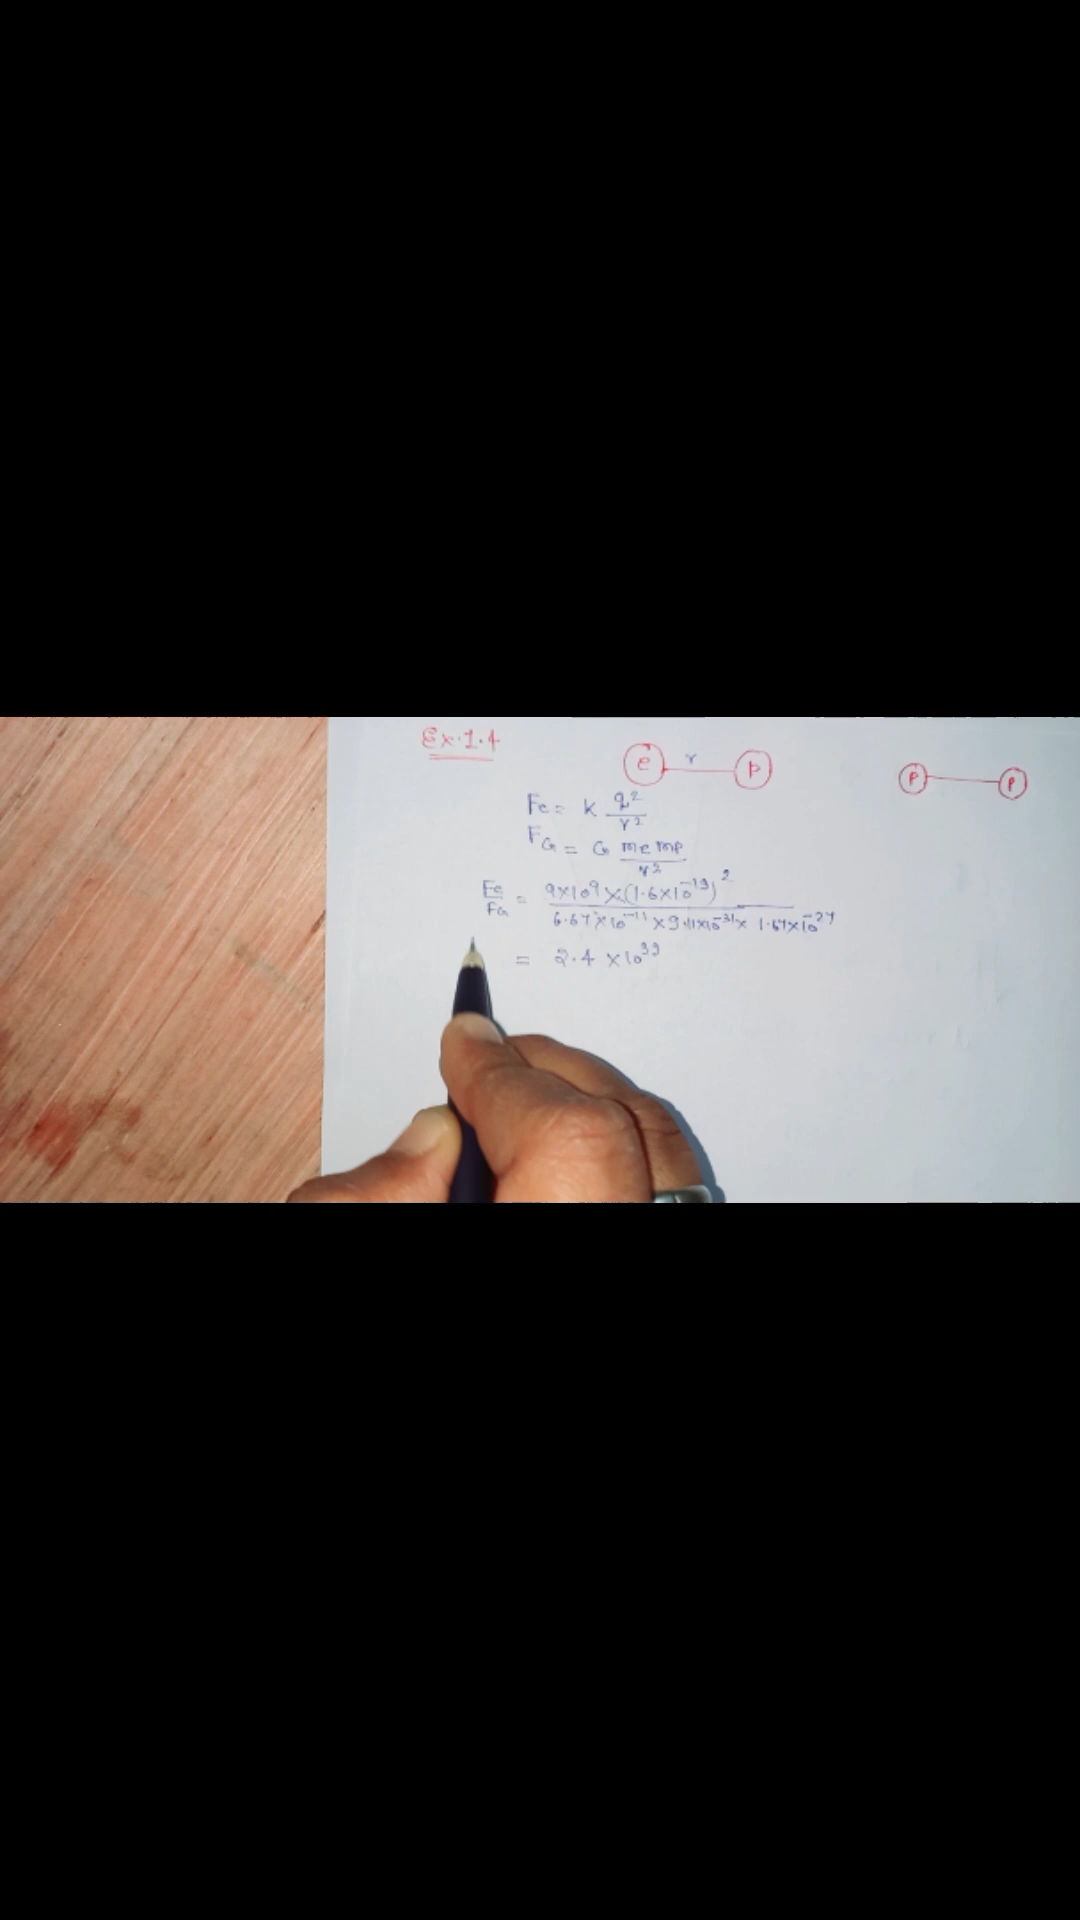 Ex.1.4
e r p
P P
Fe = K q²/r²
FG = G me mp/r²
Fe/FG = 9×10⁹ × (1.6×10⁻¹⁹)² / 6.67×10⁻¹¹ × 9.11×10⁻³¹ × 1.67×10⁻²⁷
= 2.4 ×10³⁹